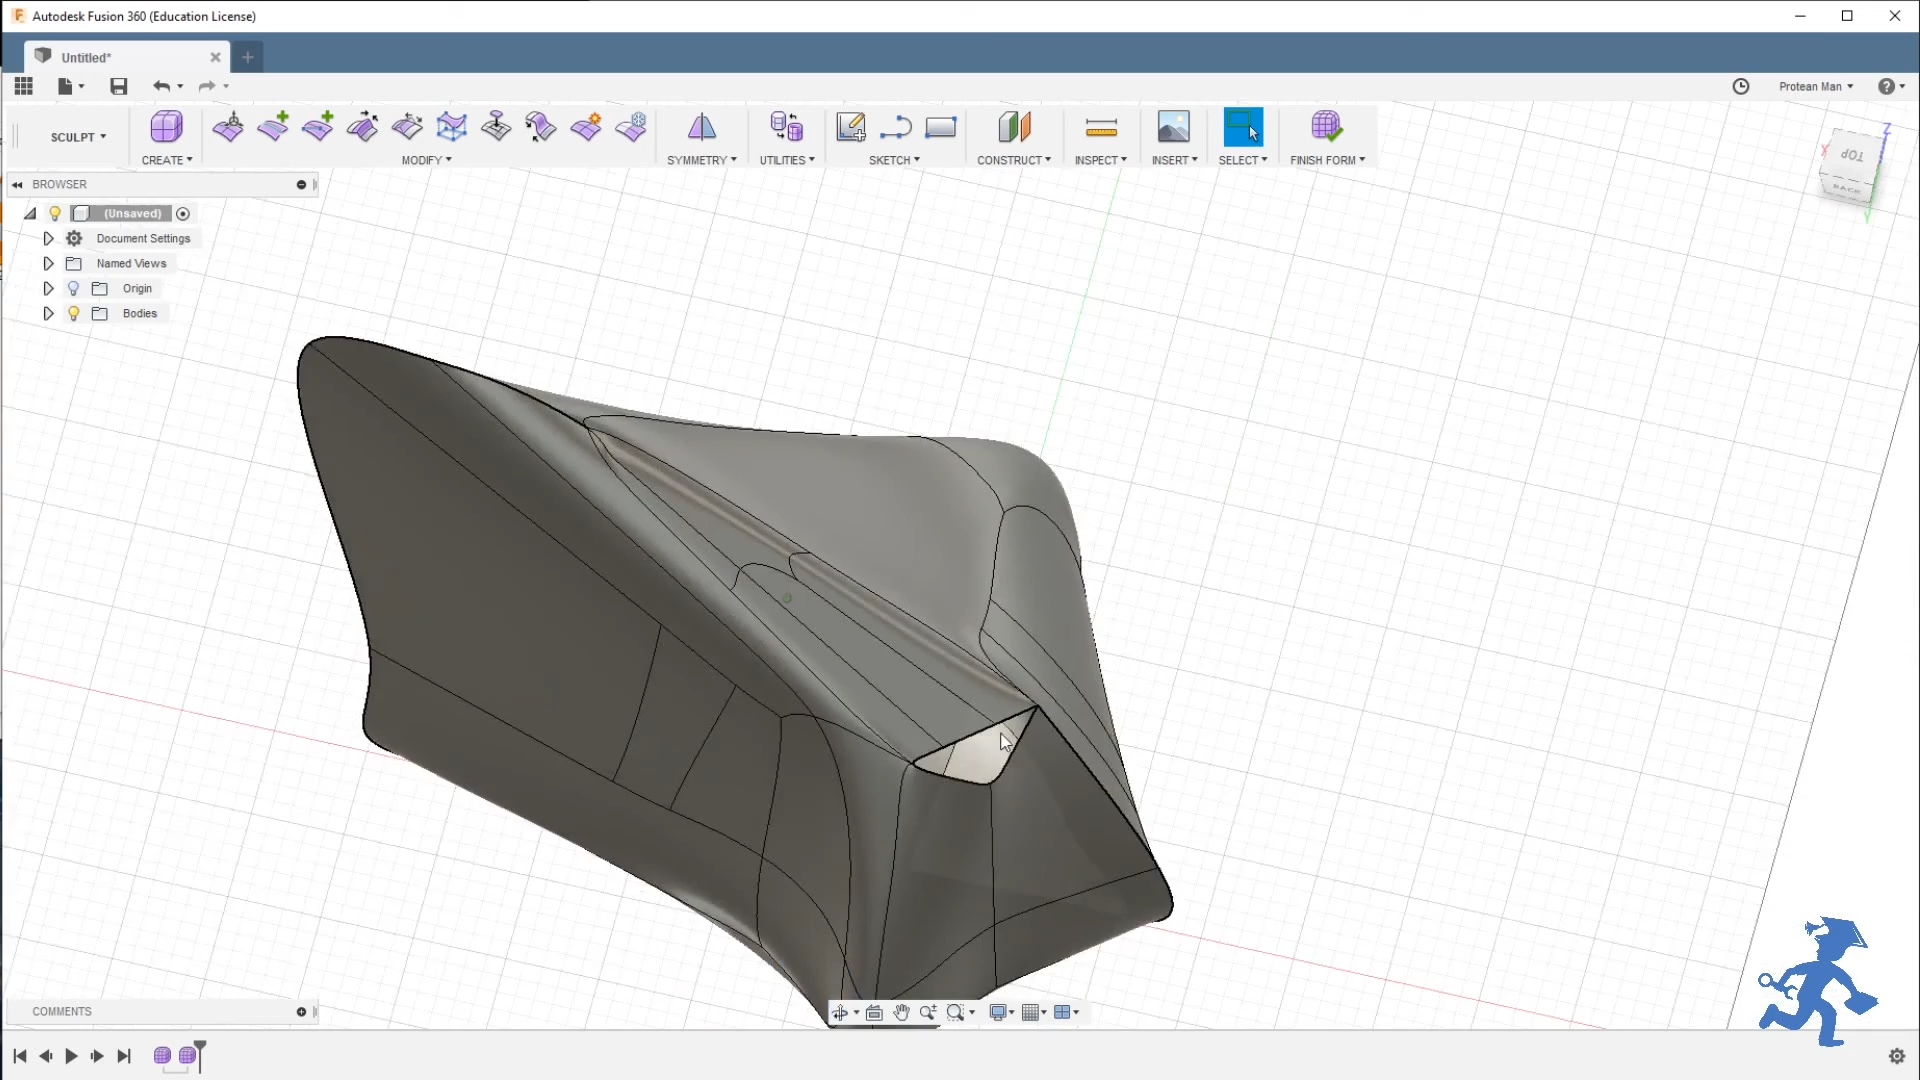 Autodesk Fusion 360 (Education License)
Untitled*
Protean Man
SCULPT
CREATE
MODIFY
SYMMETRY
UTILITIES
SKETCH
CONSTRUCT
INSPECT
INSERT
SELECT
FINISH FORM
Z
X
TOP
BACK
Y
BROWSER
(Unsaved)
Document Settings
Named Views
Origin
Bodies
COMMENTS